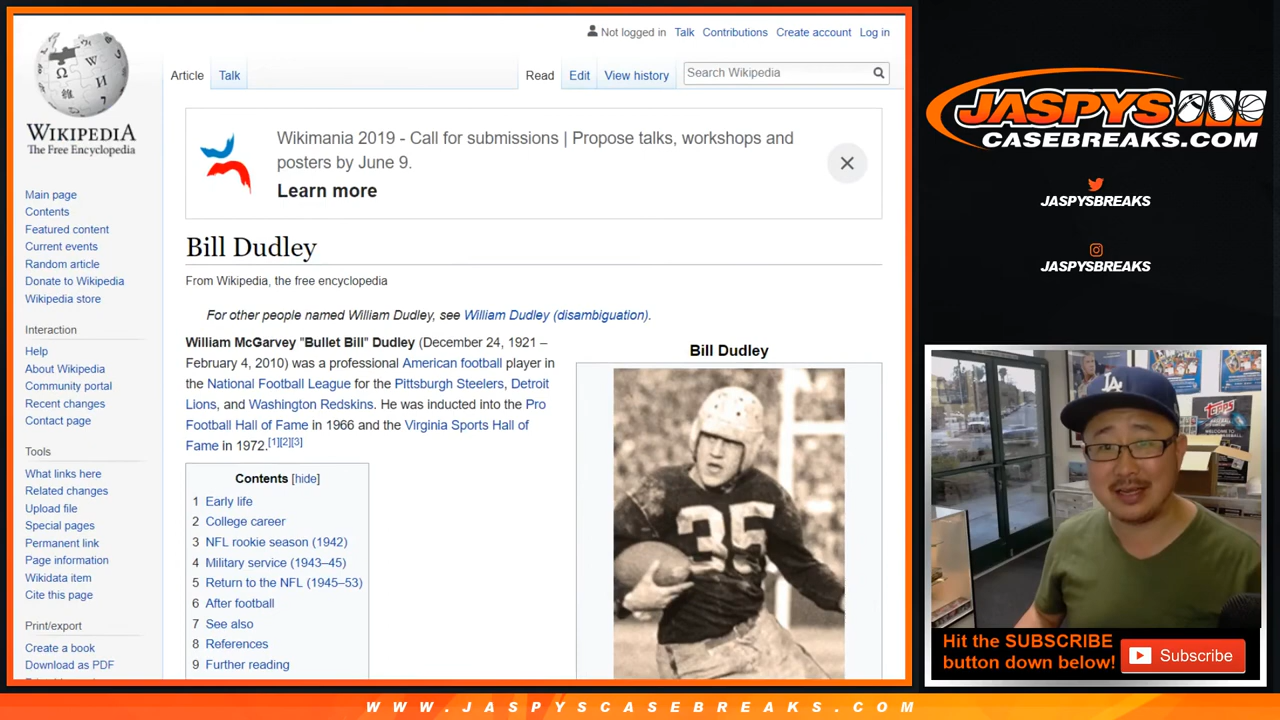 Not logged in Talk Contributions Create account Log in
Article Talk Read Edit View history Search Wikipedia
WIKIPEDIA
The Free Encyclopedia
Main page
Contents
Featured content
Current events
Random article
Donate to Wikipedia
Wikipedia store
Interaction
Help
About Wikipedia
Community portal
Recent changes
Contact page
Tools
What links here
Related changes
Upload file
Special pages
Permanent link
Page information
Wikidata item
Cite this page
Print/export
Create a book
Download as PDF
Wikimania 2019 - Call for submissions | Propose talks, workshops and
posters by June 9.
Learn more
Bill Dudley
From Wikipedia, the free encyclopedia
For other people named William Dudley, see William Dudley (disambiguation).
William McGarvey "Bullet Bill" Dudley (December 24, 1921 –
February 4, 2010) was a professional American football player in
the National Football League for the Pittsburgh Steelers, Detroit
Lions, and Washington Redskins. He was inducted into the Pro
Football Hall of Fame in 1966 and the Virginia Sports Hall of
Fame in 1972.[1][2][3]
Contents [hide]
1 Early life
2 College career
3 NFL rookie season (1942)
4 Military service (1943–45)
5 Return to the NFL (1945–53)
6 After football
7 See also
8 References
9 Further reading
Bill Dudley
35
JASPYS
CASEBREAKS.COM
JASPYSBREAKS
JASPYSBREAKS
LA
Topps
Hit the SUBSCRIBE
button down below!
Subscribe
WWW.JASPYSCASEBREAKS.COM